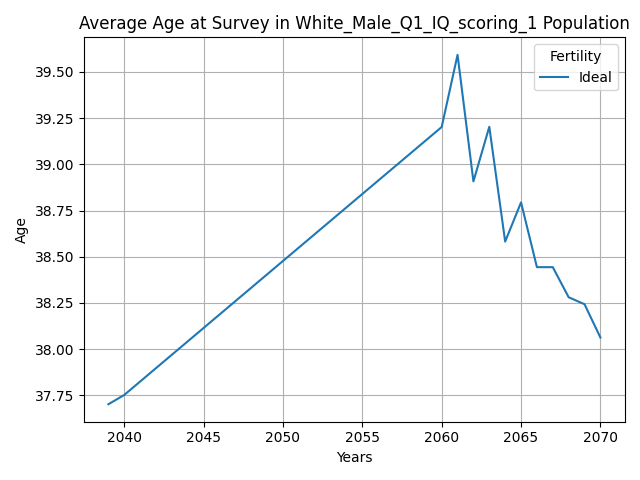 Average Age at Survey in White_Male_Q1_IQ_scoring_1 Population
Fertility
Ideal
39.50
39.25
39.00
38.75
38.50
38.25
38.00
37.75
Age
2040 2045 2050 2055 2060 2065 2070
Years